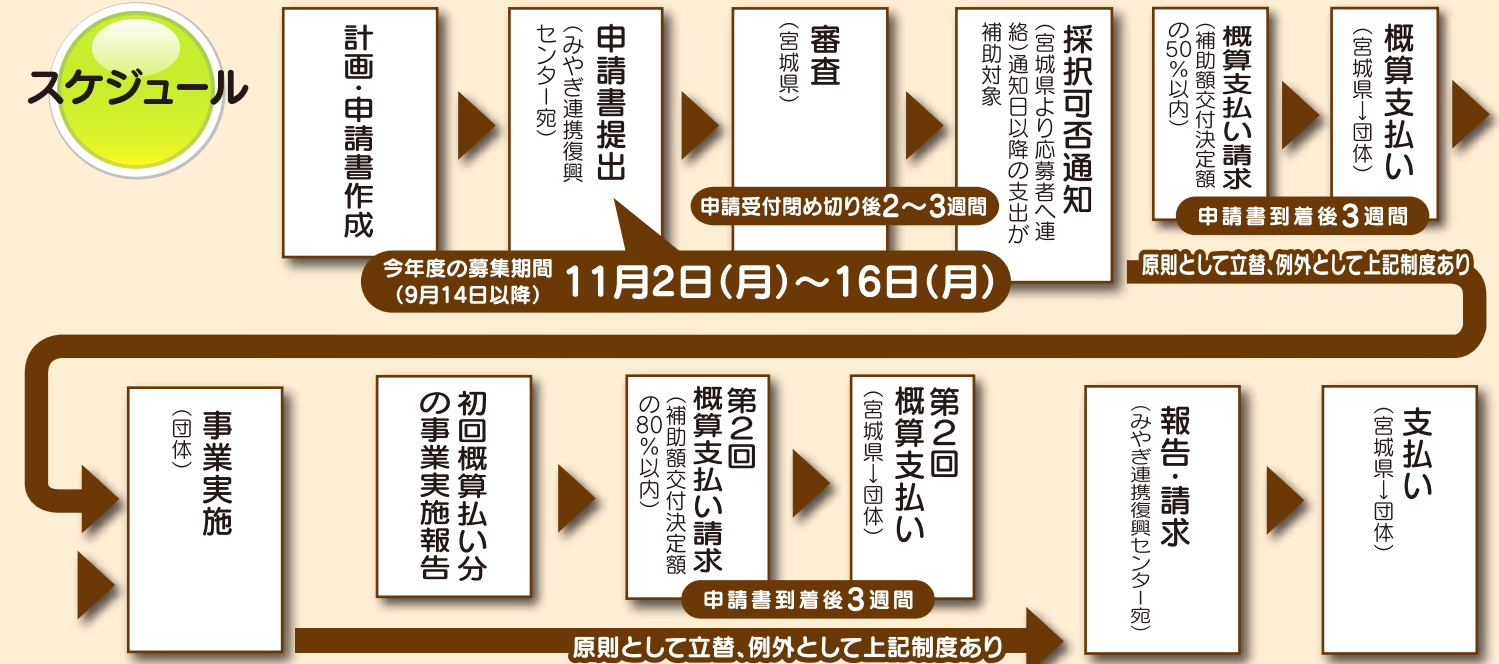 スケジュール
計画・申請書作成
申請書提出
（みやぎ連携復興
センター宛）
今年度の募集期間
（9月14日以降）
11月2日（月）～16日（月）
審査
（宮城県）
採択可否通知
（宮城県より応募者へ連
絡）通知日以降の支出が
補助対象
申請受付閉め切り後2～3週間
概算支払い請求
（補助額交付決定額
の50％以内）
概算支払い
（宮城県→団体）
申請書到着後3週間
原則として立替、例外として上記制度あり
事業実施
（団体）
初回概算払い分
の事業実施報告
第2回
概算支払い請求
（補助額交付決定額
の80％以内）
第2回
概算支払い
（宮城県→団体）
申請書到着後3週間
原則として立替、例外として上記制度あり
報告・請求
（みやぎ連携復興センター宛）
支払い
（宮城県→団体）